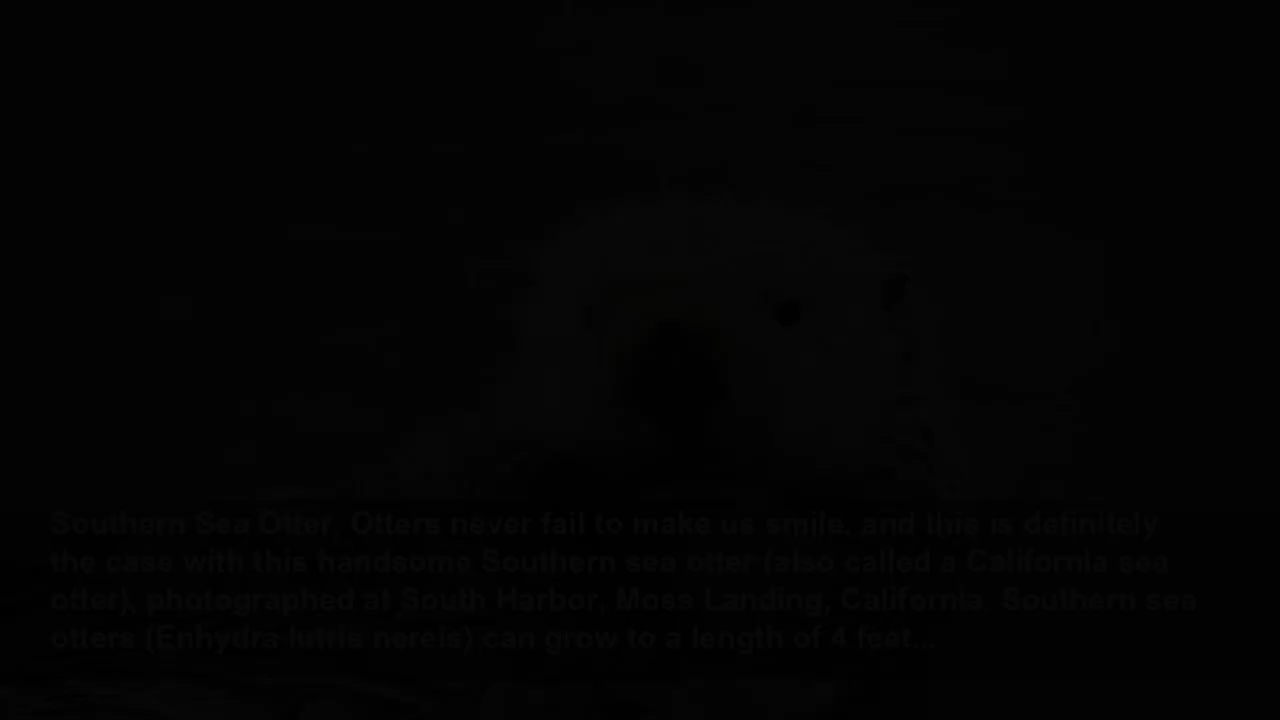 Southern Sea Otter. Otters never fail to make us smile, and this is definitely
the case with this handsome Southern sea otter (also called a California sea
otter), photographed at South Harbor, Moss Landing, California. Southern sea
otters (Enhydra lutris nereis) can grow to a length of 4 feet...